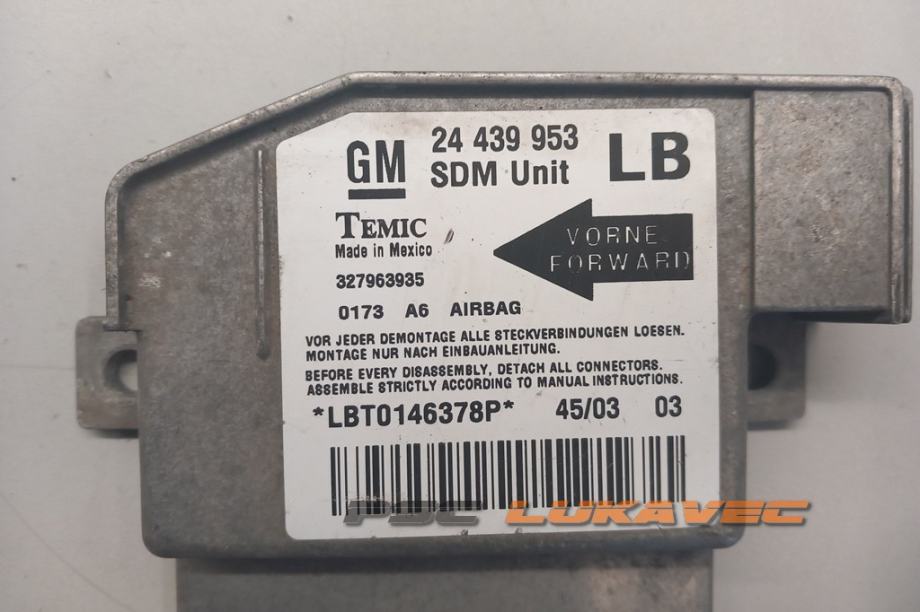 GM
24 439 953
SDM Unit
LB
TEMIC
Made in Mexico
VORNE
FORWARD
327963935
0173 A6 AIRBAG
VOR JEDER DEMONTAGE ALLE STECKVERBINDUNGEN LOESEN.
MONTAGE NUR NACH EINBAUANLEITUNG.
BEFORE EVERY DISASSEMBLY, DETACH ALL CONNECTORS.
ASSEMBLE STRICTLY ACCORDING TO MANUAL INSTRUCTIONS.
*LBT0146378P* 45/03 03
PDC LUKAVEC